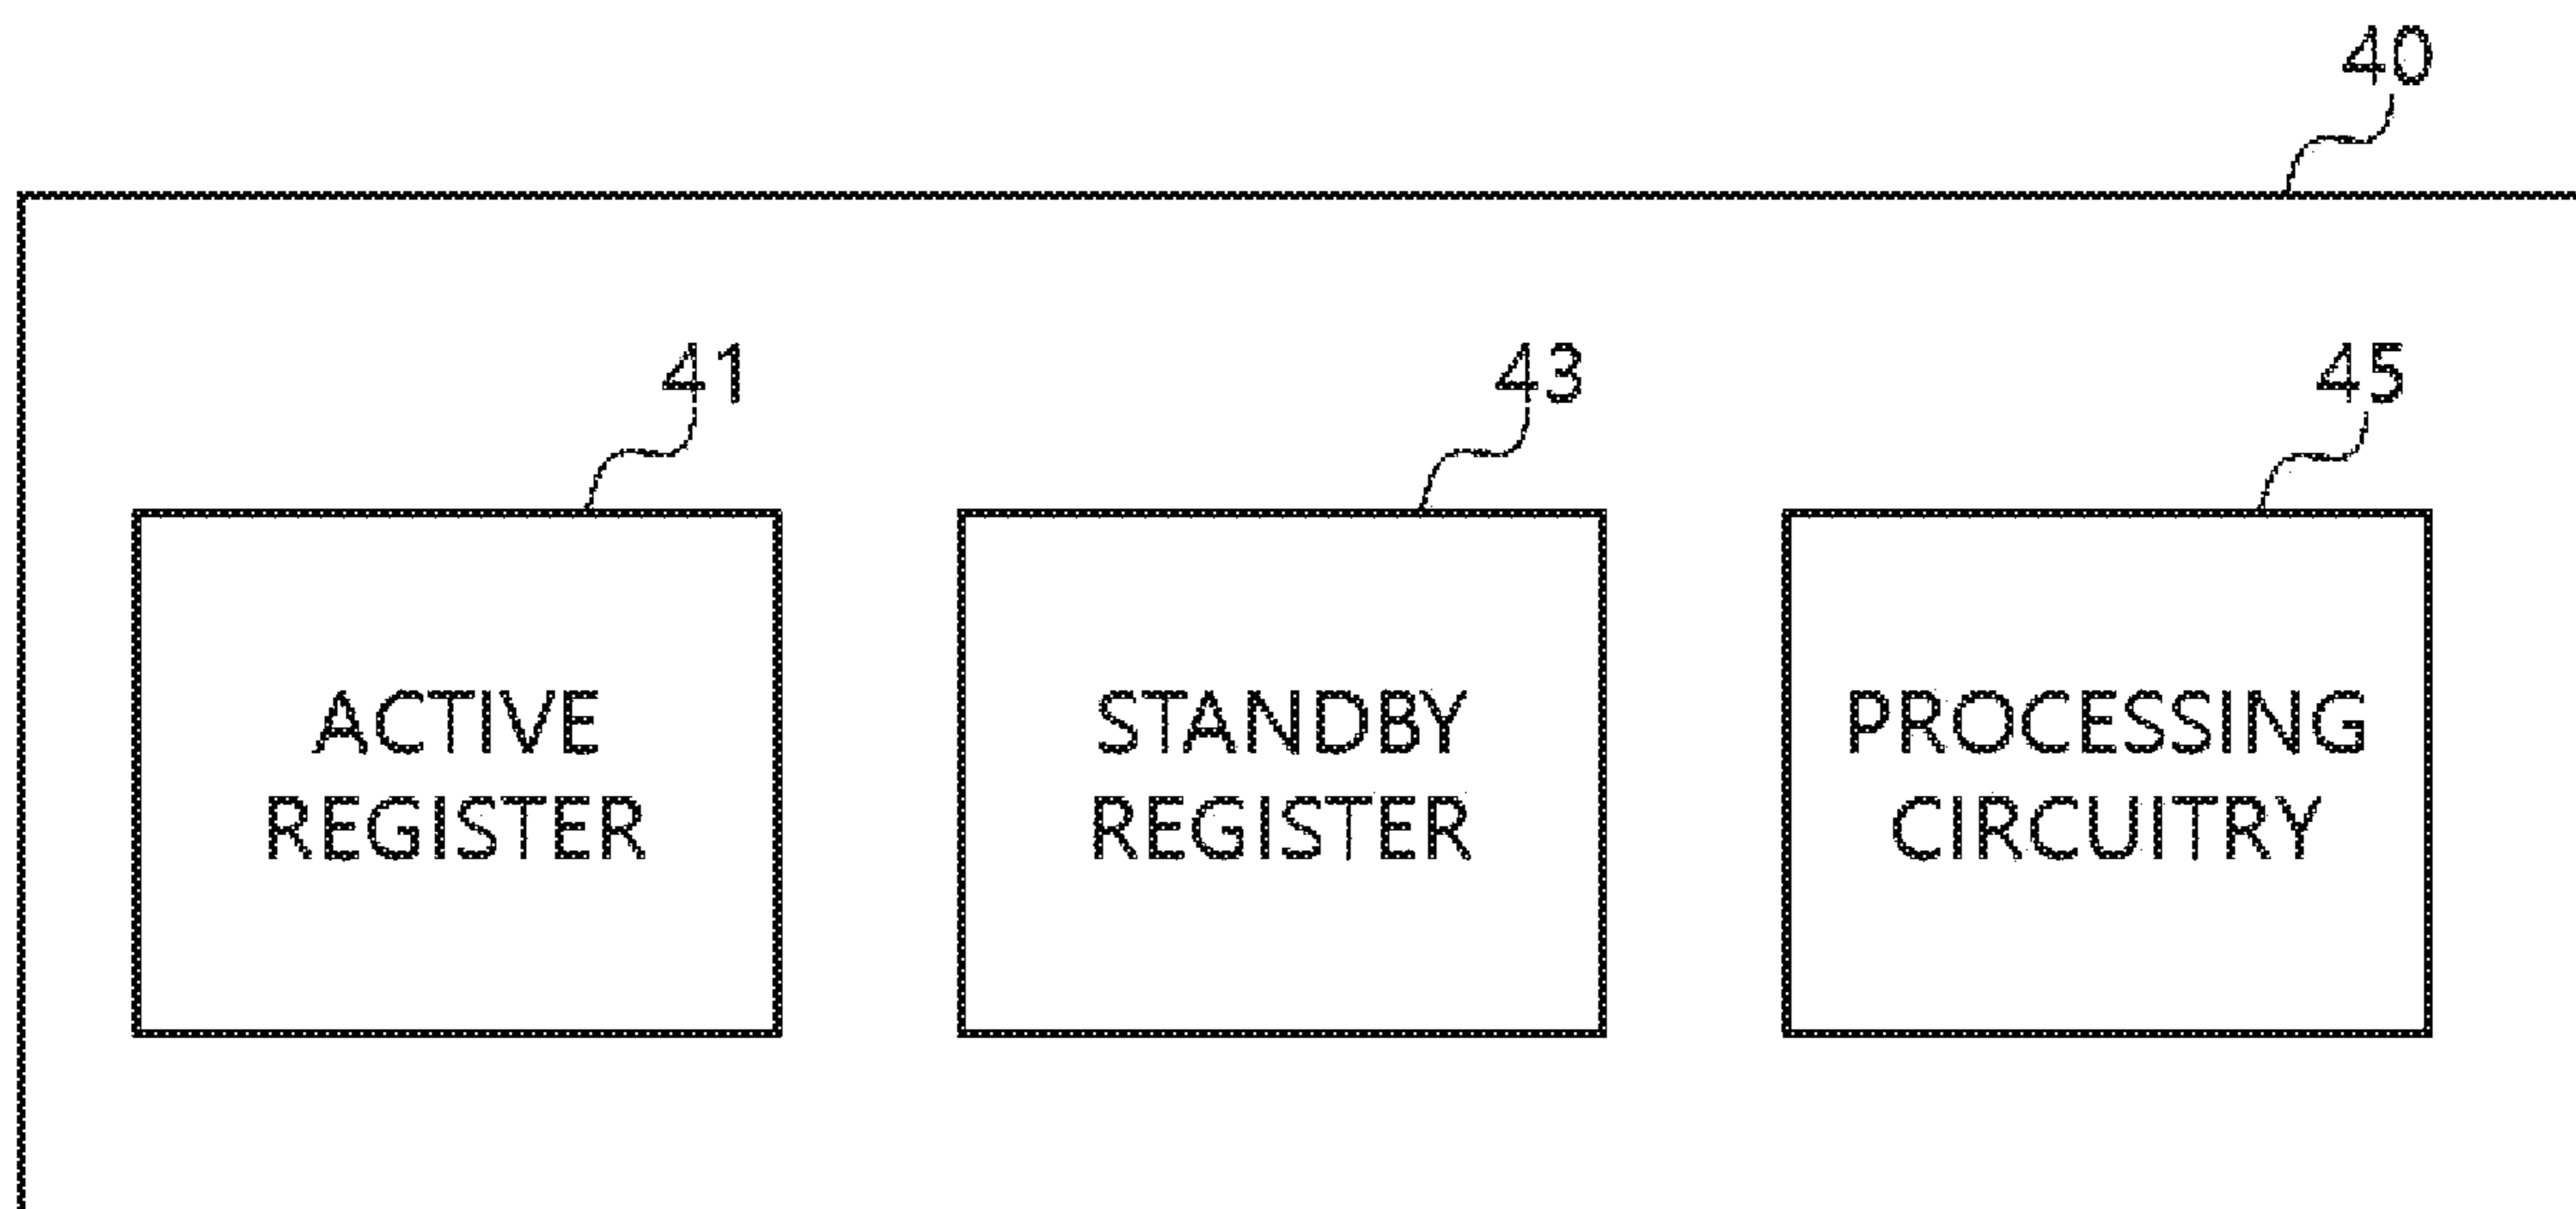 40
41
43
45
ACTIVE
REGISTER
STANDBY
REGISTER
PROCESSING
CIRCUITRY